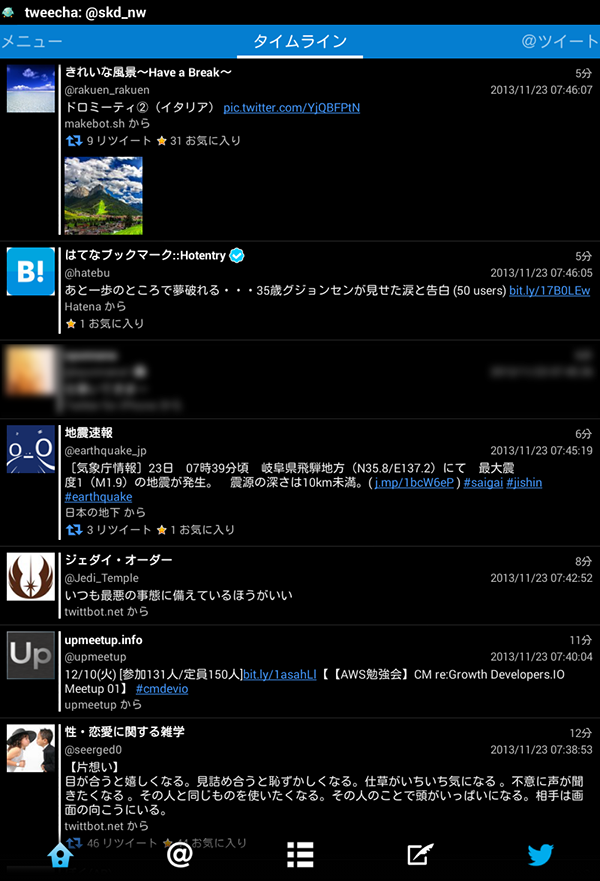 tweecha: @skd_nw
メニュー
タイムライン
@ツイート
きれいな風景〜Have a Break〜
5分
@rakuen_rakuen
2013/11/23 07:46:07
ドロミーティ②（イタリア） pic.twitter.com/YjQBFPtN
makebot.sh から
9 リツイート 31 お気に入り
B!
はてなブックマーク::Hotentry
5分
@hatebu
2013/11/23 07:46:05
あと一歩のところで夢破れる・・・35歳グジョンセンが見せた涙と告白 (50 users) bit.ly/17B0LEw
Hatena から
1 お気に入り
地震速報
6分
@earthquake_jp
2013/11/23 07:45:19
［気象庁情報］23日　07時39分頃　岐阜県飛騨地方（N35.8/E137.2）にて　最大震
度1（M1.9）の地震が発生。　震源の深さは10km未満。( j.mp/1bcW6eP ) #saigai #jishin
#earthquake
日本の地下 から
3 リツイート 1 お気に入り
ジェダイ・オーダー
8分
@Jedi_Temple
2013/11/23 07:42:52
いつも最悪の事態に備えているほうがいい
twittbot.net から
Up
upmeetup.info
11分
@upmeetup
2013/11/23 07:40:04
12/10(火) [参加131人/定員150人]bit.ly/1asahLl【【AWS勉強会】CM re:Growth Developers.IO
Meetup 01】 #cmdevio
upmeetup から
性・恋愛に関する雑学
12分
@seerged0
2013/11/23 07:38:53
【片想い】
目が合うと嬉しくなる。見詰め合うと恥ずかしくなる。仕草がいちいち気になる 。不意に声が聞
きたくなる 。その人と同じものを使いたくなる。その人のことで頭がいっぱいになる。相手は画
面の向こうにいる。
twittbot.net から
46 リツイート 44 お気に入り
@